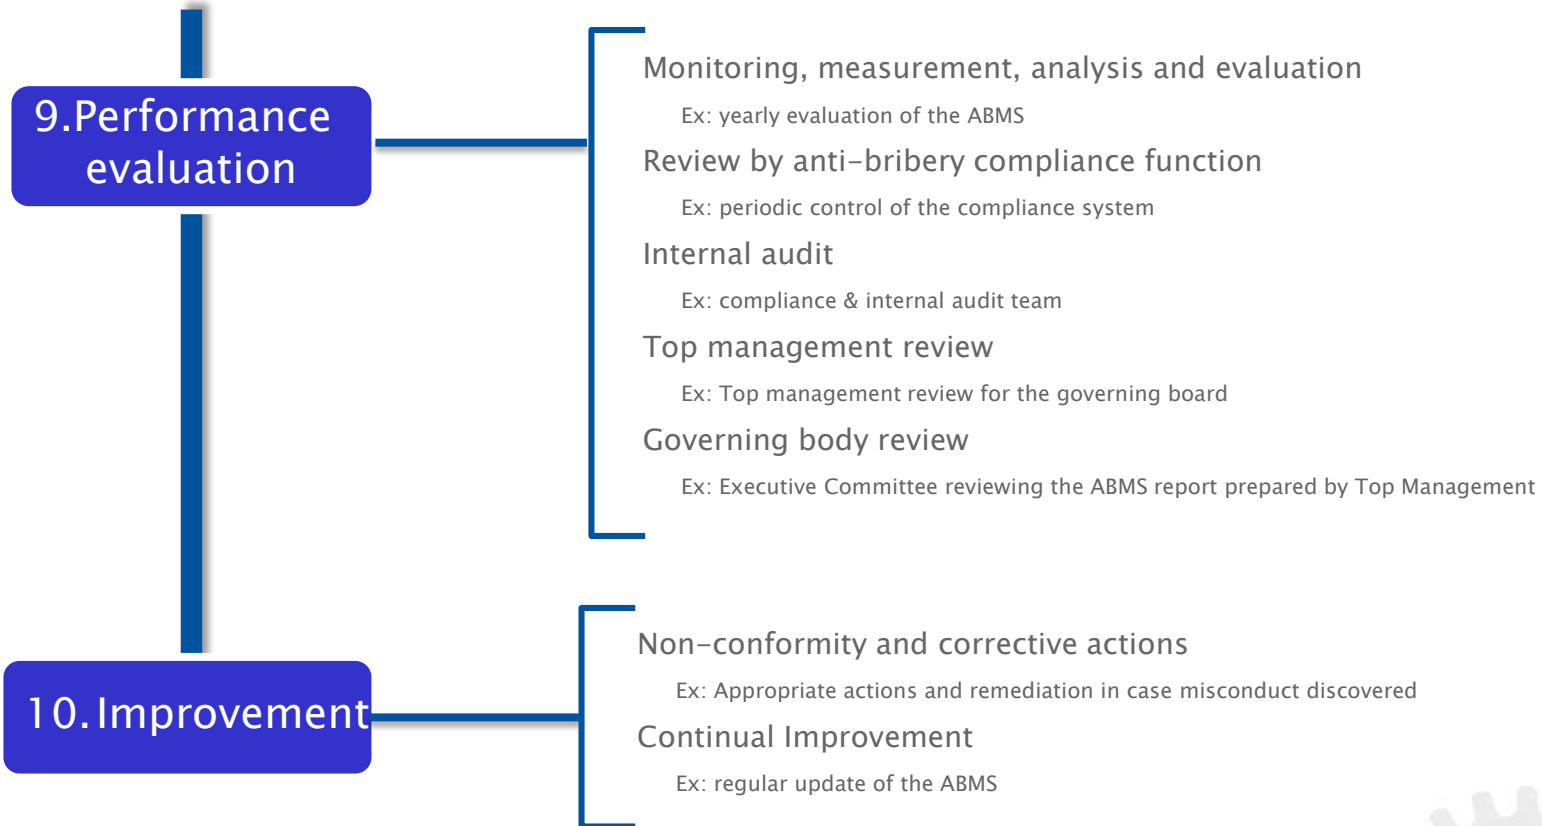 9.Performance
evaluation
Monitoring, measurement, analysis and evaluation
Ex: yearly evaluation of the ABMS
Review by anti-bribery compliance function
Ex: periodic control of the compliance system
Internal audit
Ex: compliance & internal audit team
Top management review
Ex: Top management review for the governing board
Governing body review
Ex: Executive Committee reviewing the ABMS report prepared by Top Management
10.Improvement
Non-conformity and corrective actions
Ex: Appropriate actions and remediation in case misconduct discovered
Continual Improvement
Ex: regular update of the ABMS